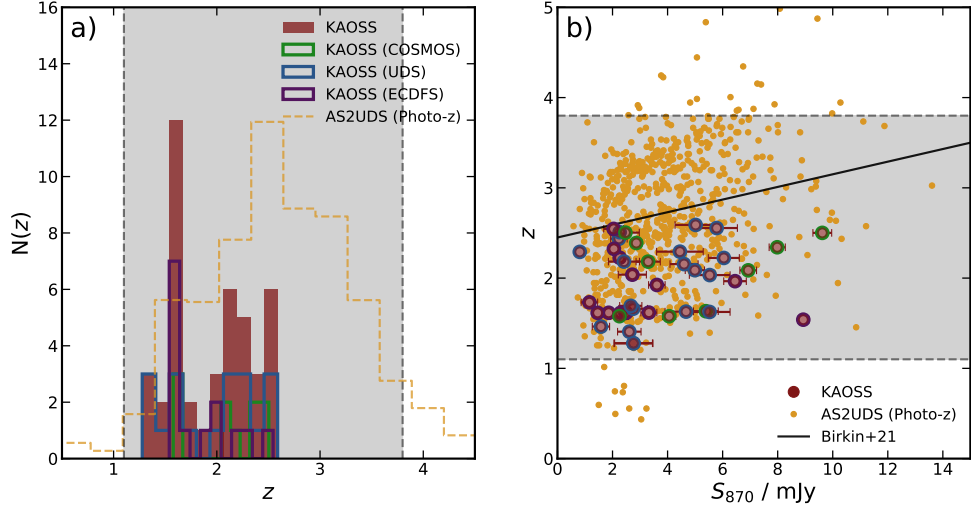 a)
KAOSS
KAOSS (COSMOS)
KAOSS (UDS)
KAOSS (ECDFS)
AS2UDS (Photo-z)
16
14
12
10
8
6
4
2
0
N(z)
1
2
3
4
z
b)
5
4
3
2
1
0
z
KAOSS
AS2UDS (Photo-z)
Birkin+21
0
2
4
6
8
10
12
14
S870 / mJy